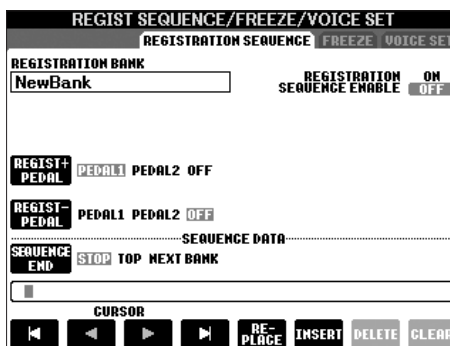 REGIST SEQUENCE/FREEZE/VOICE SET
REGISTRATION SEQUENCE FREEZE VOICE SET
REGISTRATION BANK
NewBank
REGISTRATION
SEQUENCE ENABLE
ON
OFF
REGIST+
PEDAL
PEDAL1 PEDAL2 OFF
REGIST-
PEDAL
PEDAL1 PEDAL2 OFF
SEQUENCE DATA
SEQUENCE
END
STOP TOP NEXT BANK
CURSOR
RE-
PLACE
INSERT DELETE CLEAR